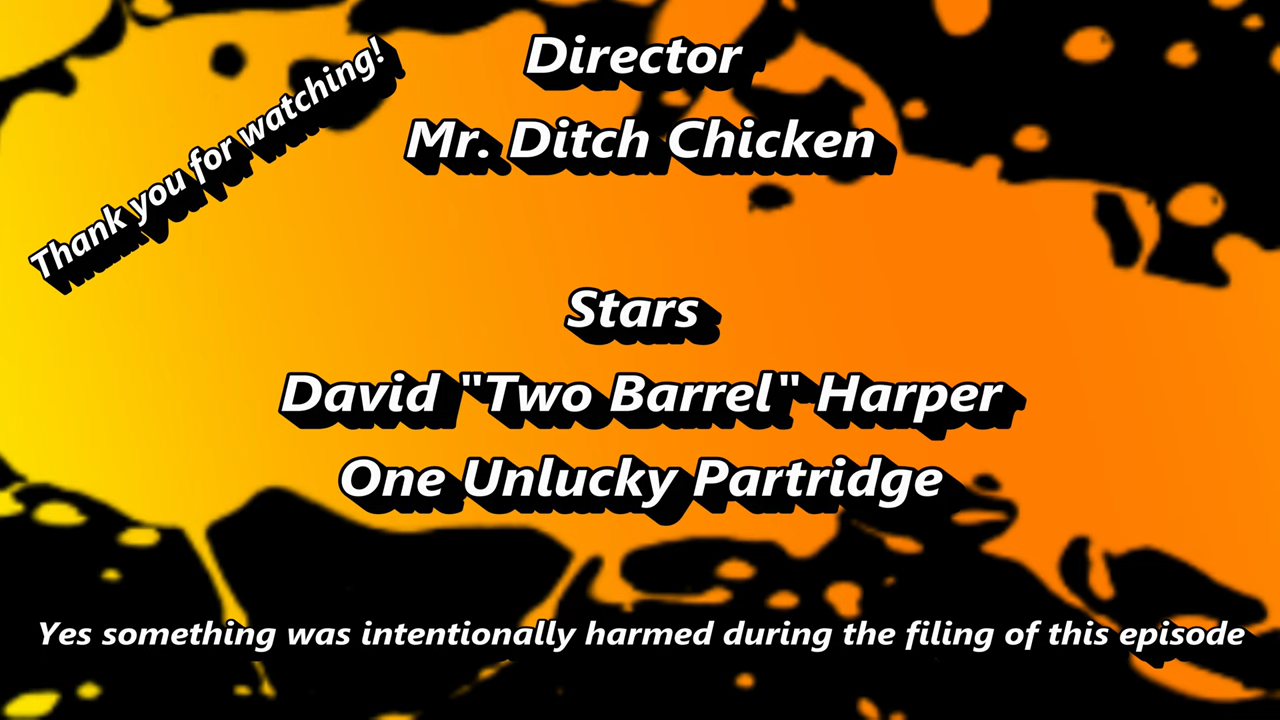 Thank you for watching!
Director
Mr. Ditch Chicken
Stars
David "Two Barrel" Harper
One Unlucky Partridge
Yes something was intentionally harmed during the filing of this episode